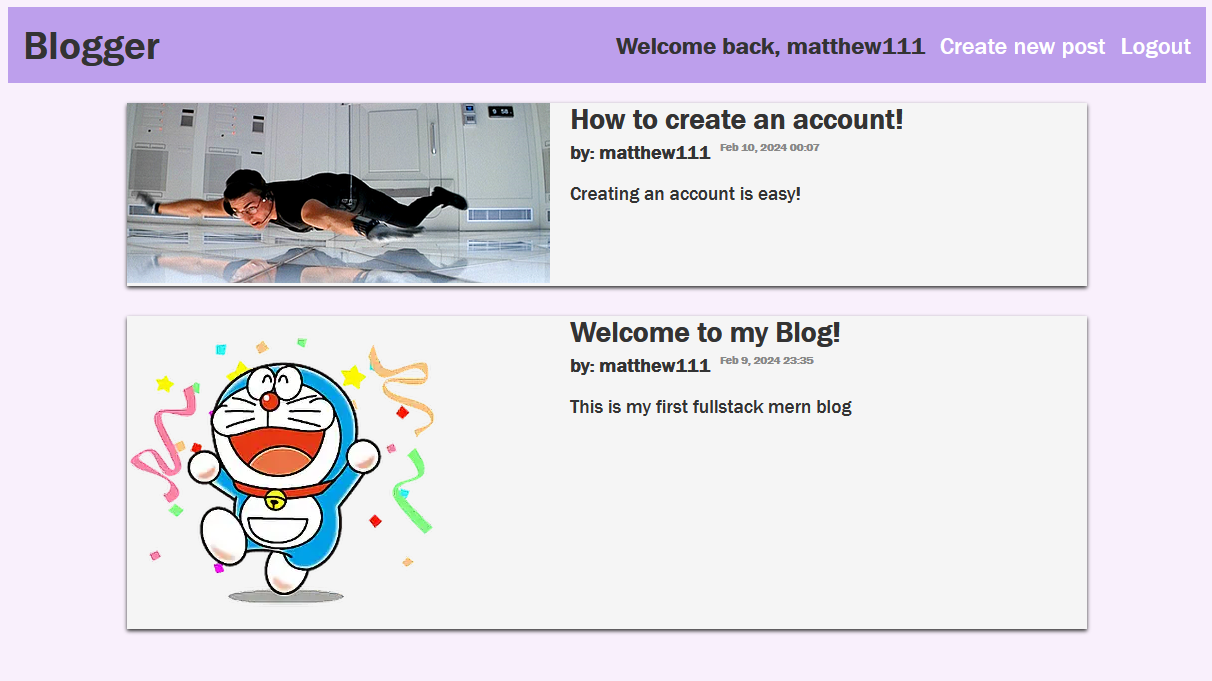 Blogger
Welcome back, matthew111 Create new post Logout
How to create an account!
by: matthew111 Feb 10, 2024 00:07
Creating an account is easy!
Welcome to my Blog!
by: matthew111 Feb 9, 2024 23:35
This is my first fullstack mern blog